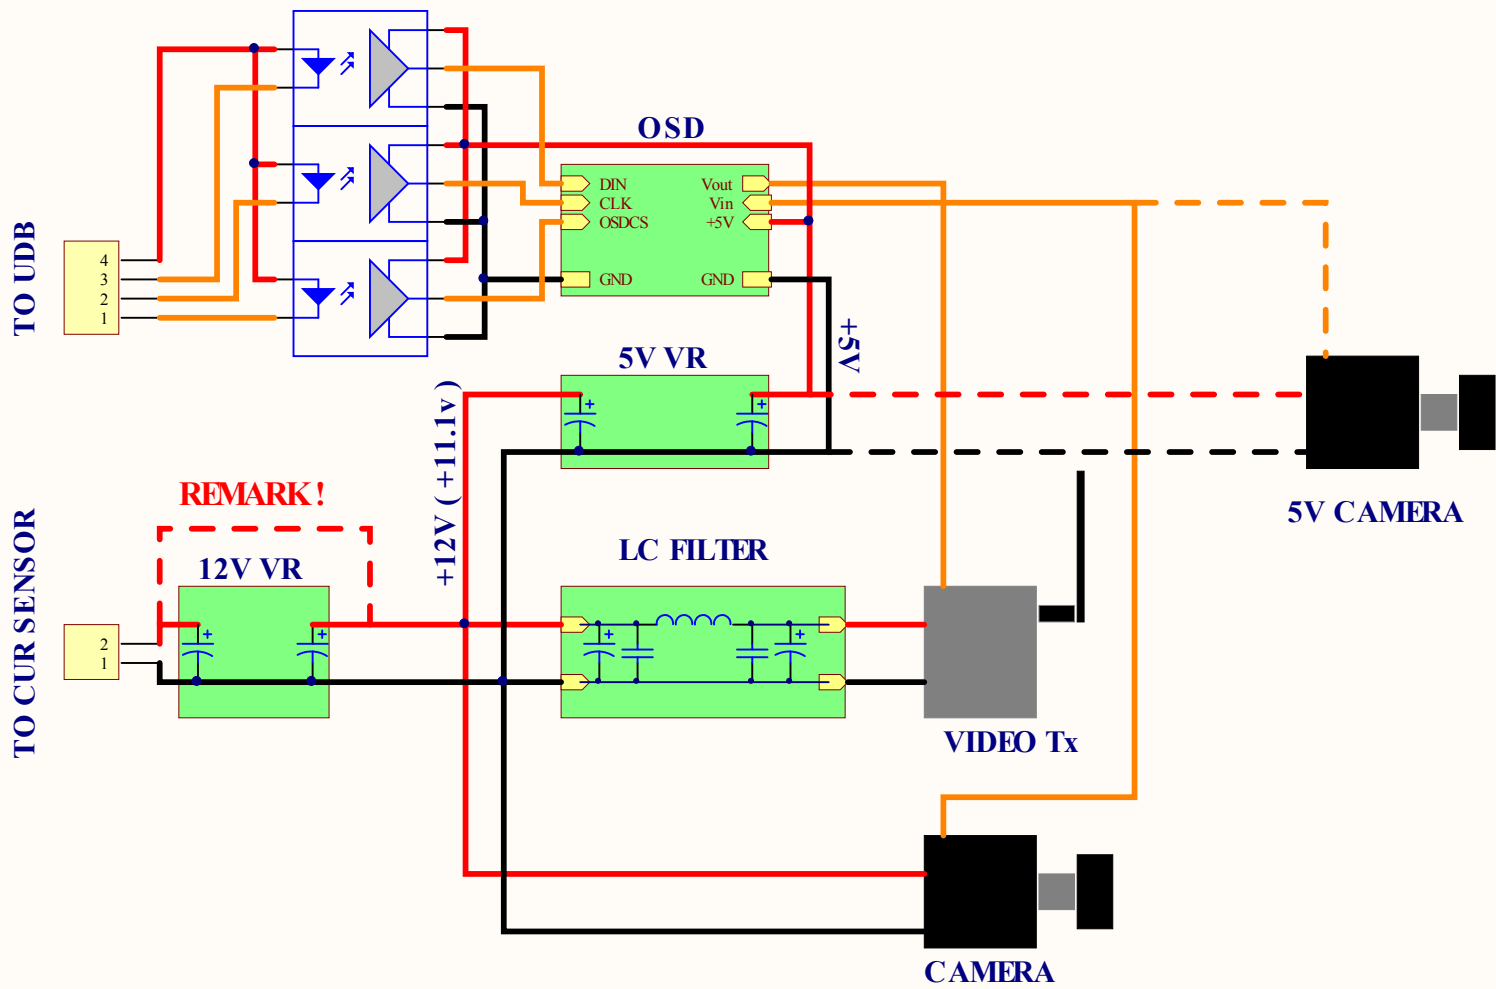 OSD
DIN
CLK
OSDCS
GND
Vout
Vin
+5V
GND
TO UDB
4
3
2
1
+5V
5V VR
+
+
+12V ( +11.1v )
5V CAMERA
REMARK !
12V VR
+
+
LC FILTER
+
+
TO CUR SENSOR
2
1
VIDEO Tx
CAMERA